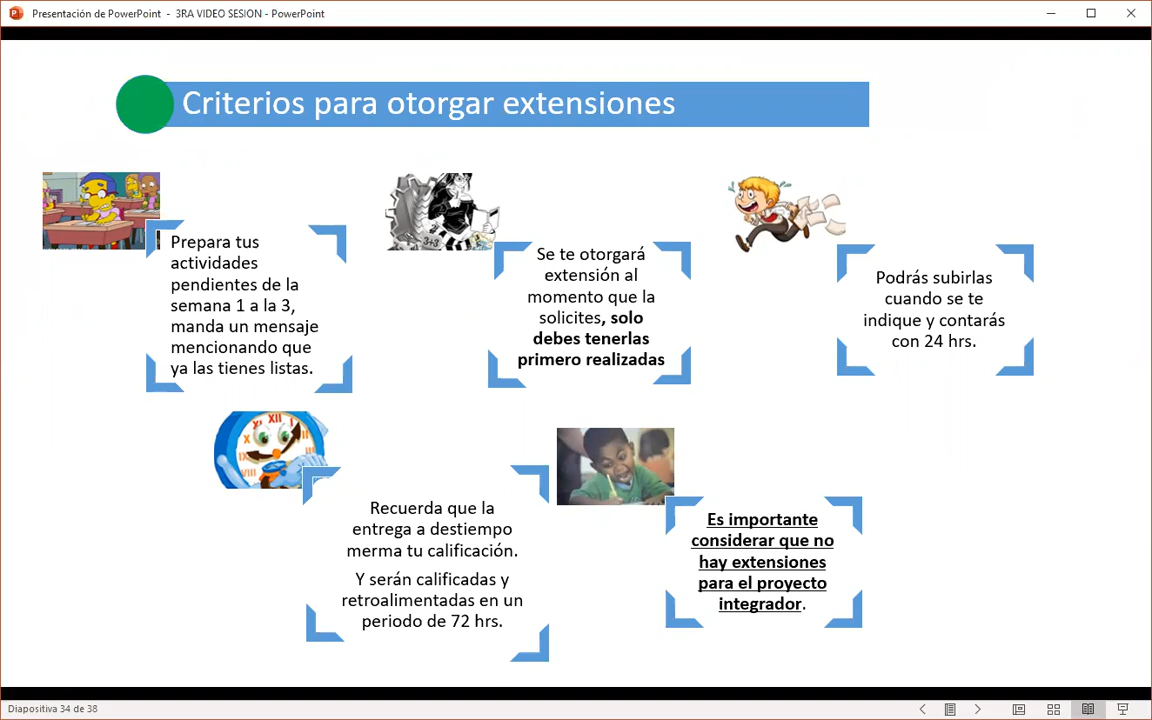 Presentación de PowerPoint - 3RA VIDEO SESION - PowerPoint
Criterios para otorgar extensiones
Prepara tus
actividades
pendientes de la
semana 1 a la 3,
manda un mensaje
mencionando que
ya las tienes listas.
3+3
Se te otorgará
extensión al
momento que la
solicites, solo
debes tenerlas
primero realizadas
Podrás subirlas
cuando se te
indique y contarás
con 24 hrs.
Recuerda que la
entrega a destiempo
merma tu calificación.
Y serán calificadas y
retroalimentadas en un
periodo de 72 hrs.
Es importante
considerar que no
hay extensiones
para el proyecto
integrador.
Diapositiva 34 de 38